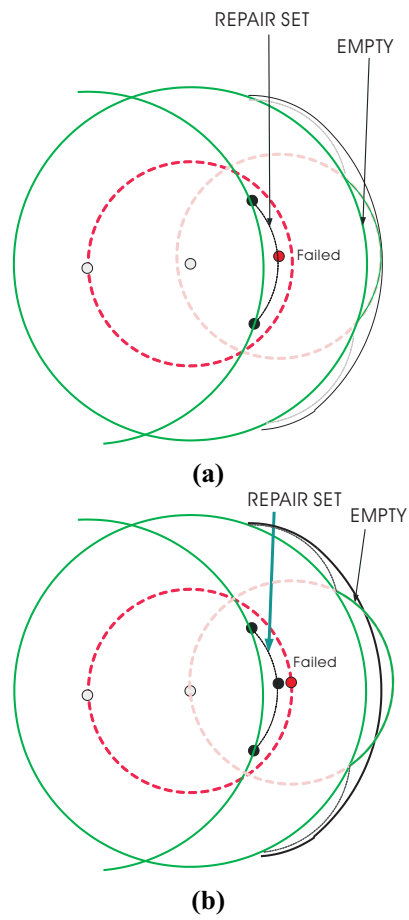 REPAIR SET
EMPTY
Failed
(a)
REPAIR SET
EMPTY
Failed
(b)